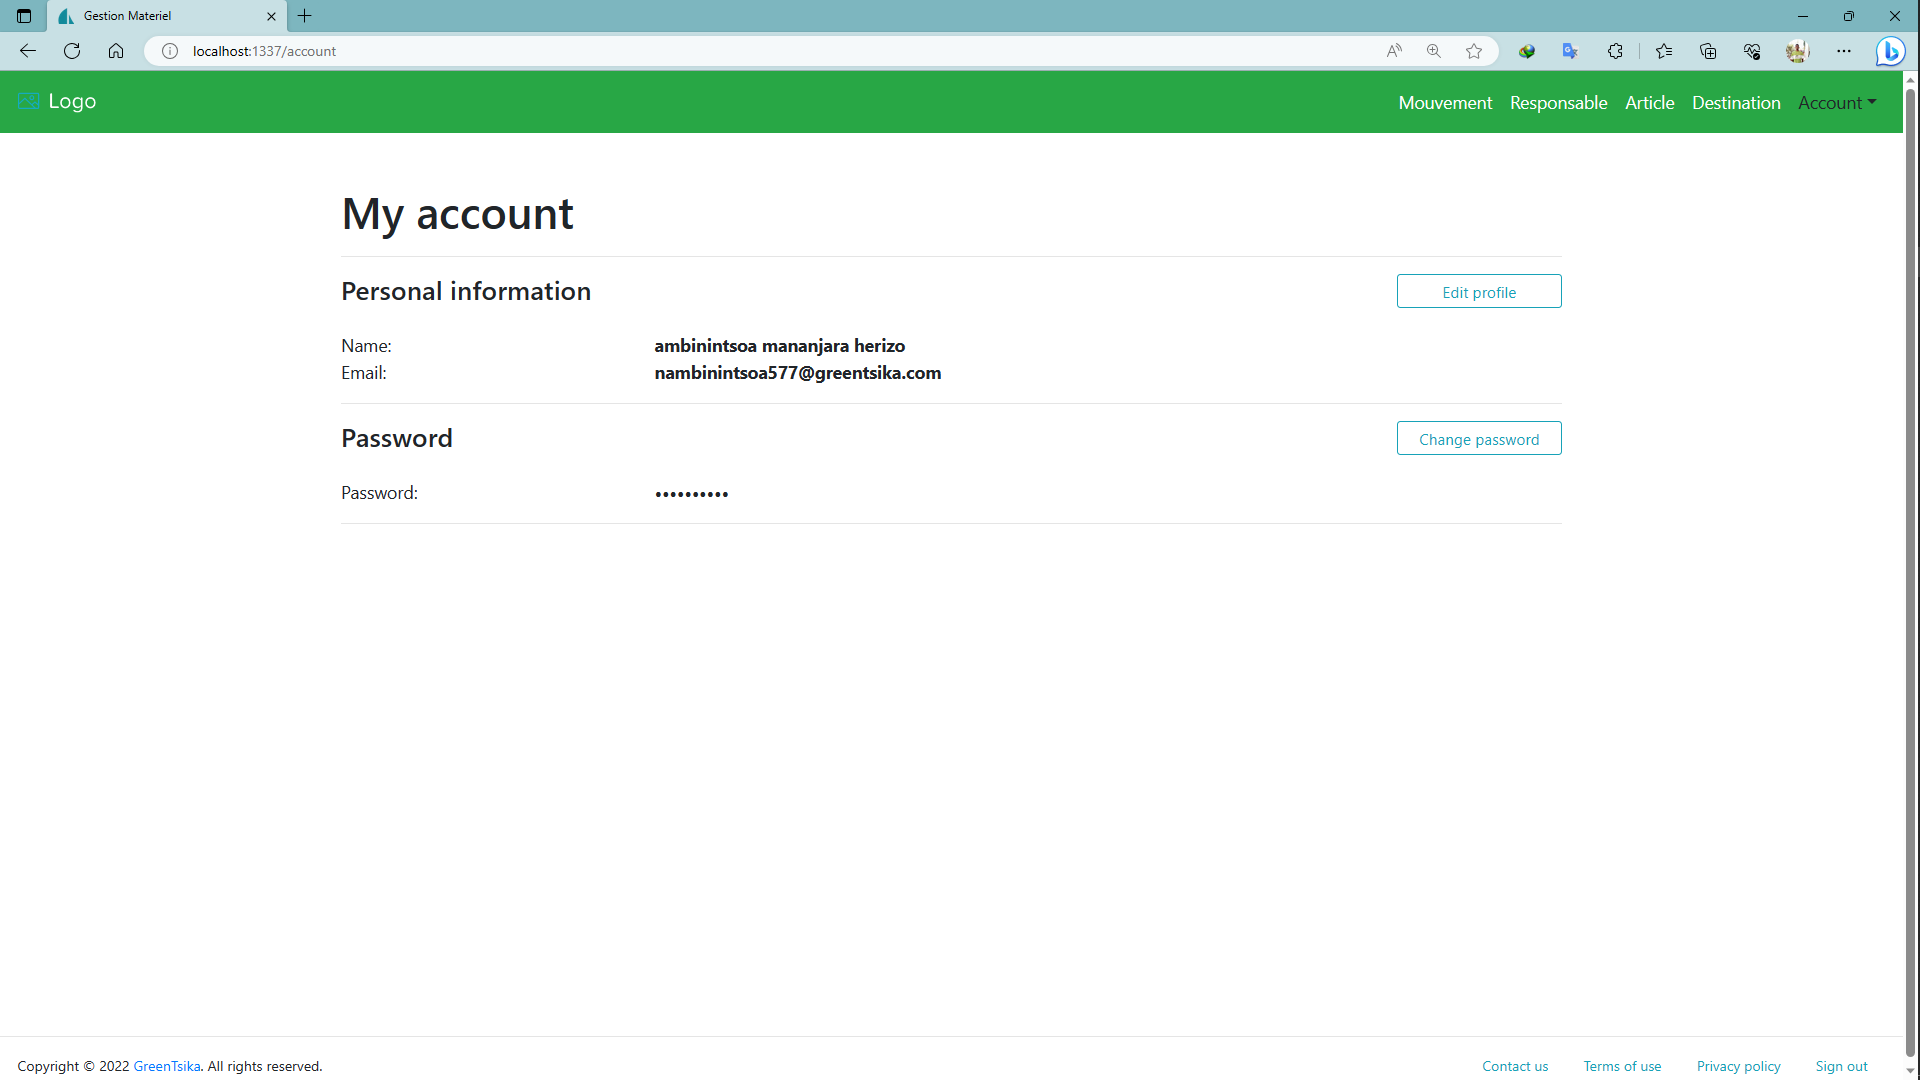 Gestion Materiel
localhost:1337/account
Logo
Mouvement Responsable Article Destination Account
My account
Personal information
Edit profile
Name: ambinintsoa mananjara herizo
Email: nambinintsoa577@greentsika.com
Password
Change password
Password: ••••••••••
Copyright © 2022 GreenTsika. All rights reserved.
Contact us Terms of use Privacy policy Sign out